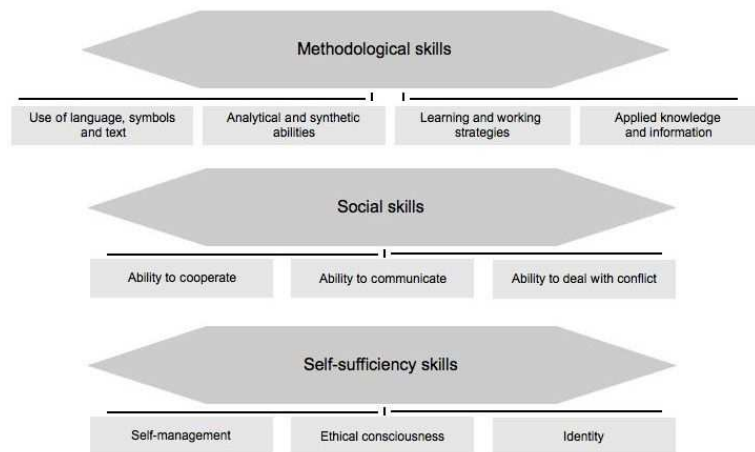 Methodological skills
Use of language, symbols
and text
Analytical and synthetic
abilities
Learning and working
strategies
Applied knowledge
and information
Social skills
Ability to cooperate
Ability to communicate
Ability to deal with conflict
Self-sufficiency skills
Self-management
Ethical consciousness
Identity